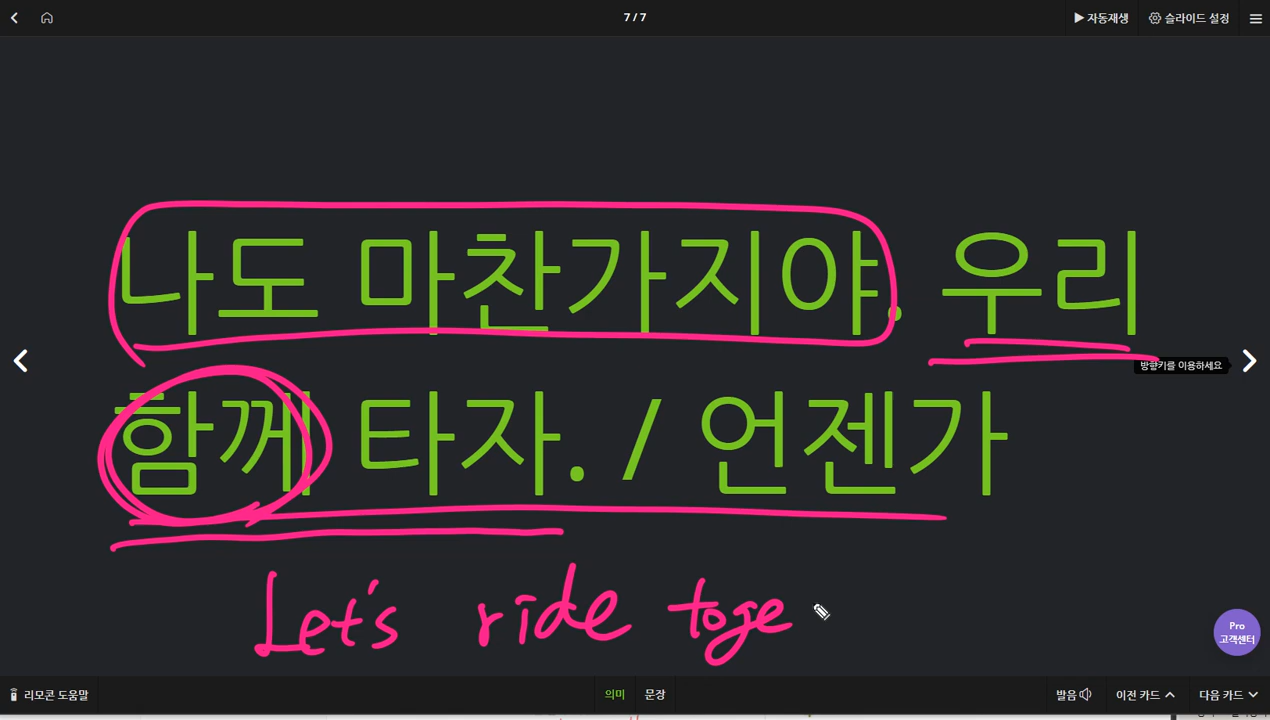 7 / 7
자동재생
슬라이드 설정
나도 마찬가지야. 우리
방향키를 이용하세요
함께 타자. / 언젠가
Let's ride toge
Pro
고객센터
리모콘 도움말
의미
문장
발음
이전 카드
다음 카드